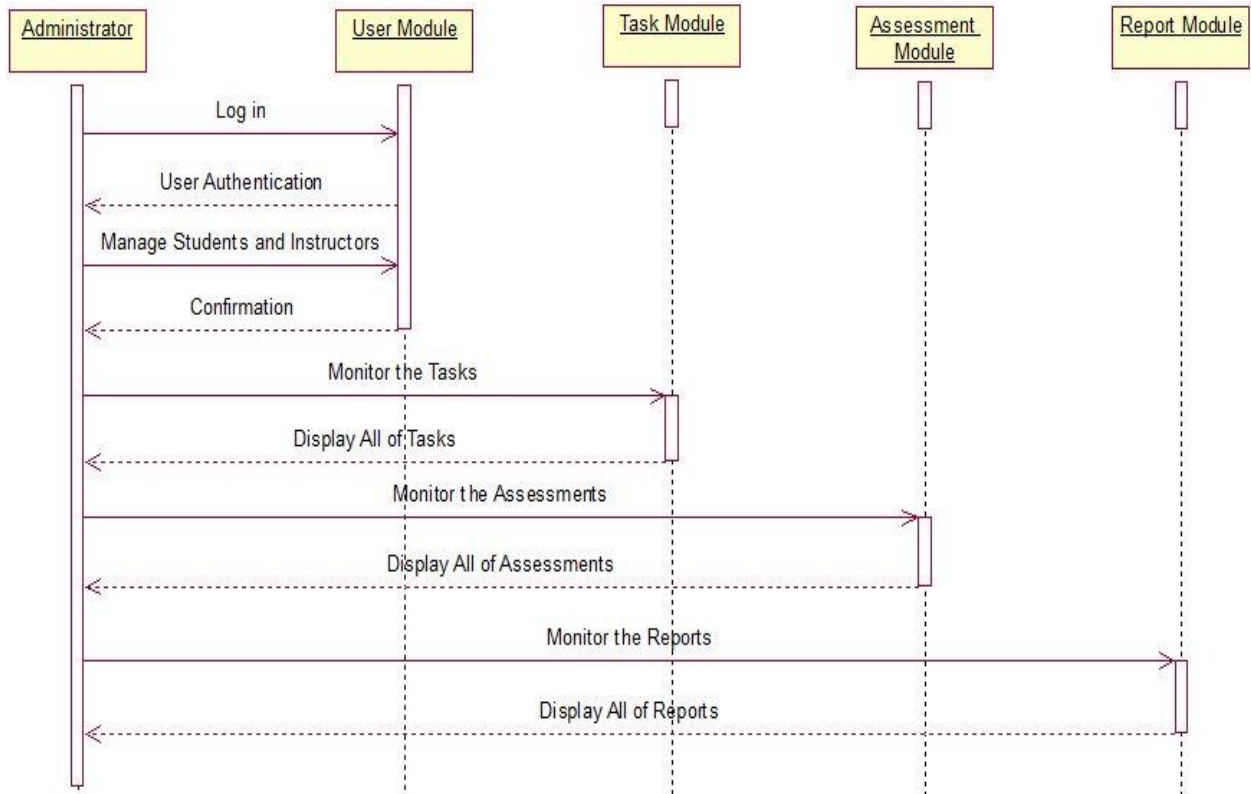 Administrator
User Module
Task Module
Assessment
Module
Report Module
Log in
User Authentication
Manage Students and Instructors
Confirmation
Monitor the Tasks
Display All of Tasks
Monitor the Assessments
Display All of Assessments
Monitor the Reports
Display All of Reports